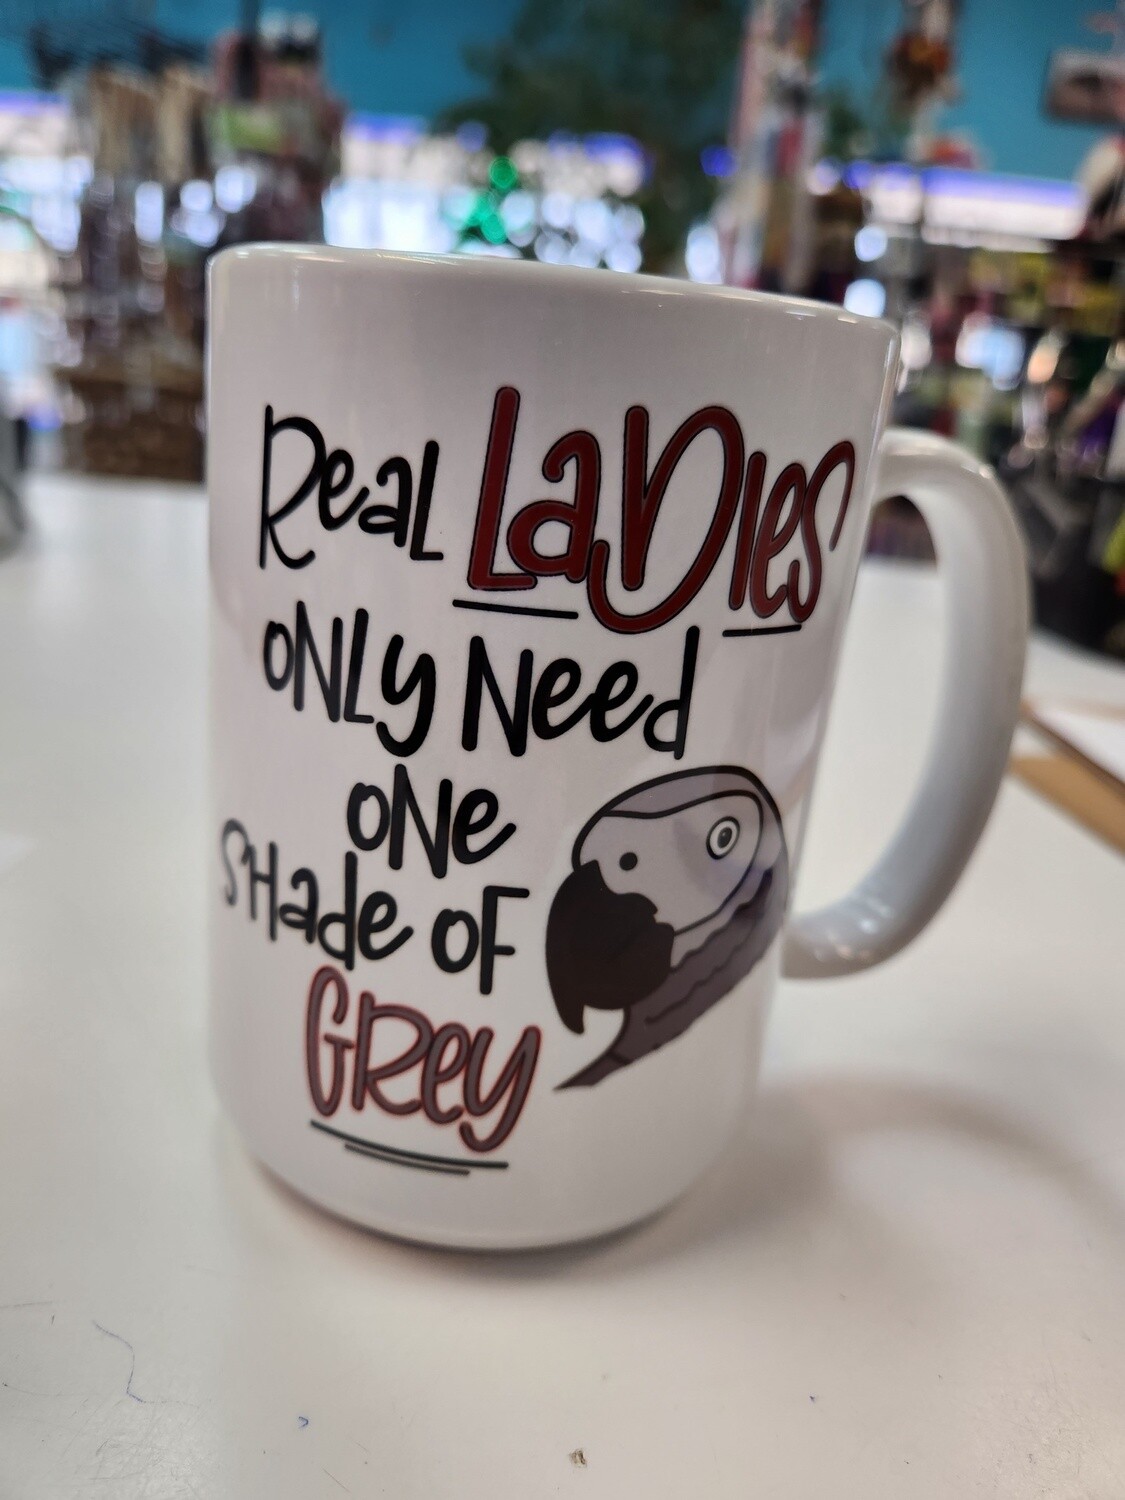 Real Ladies
only Need
one
shade of
Grey